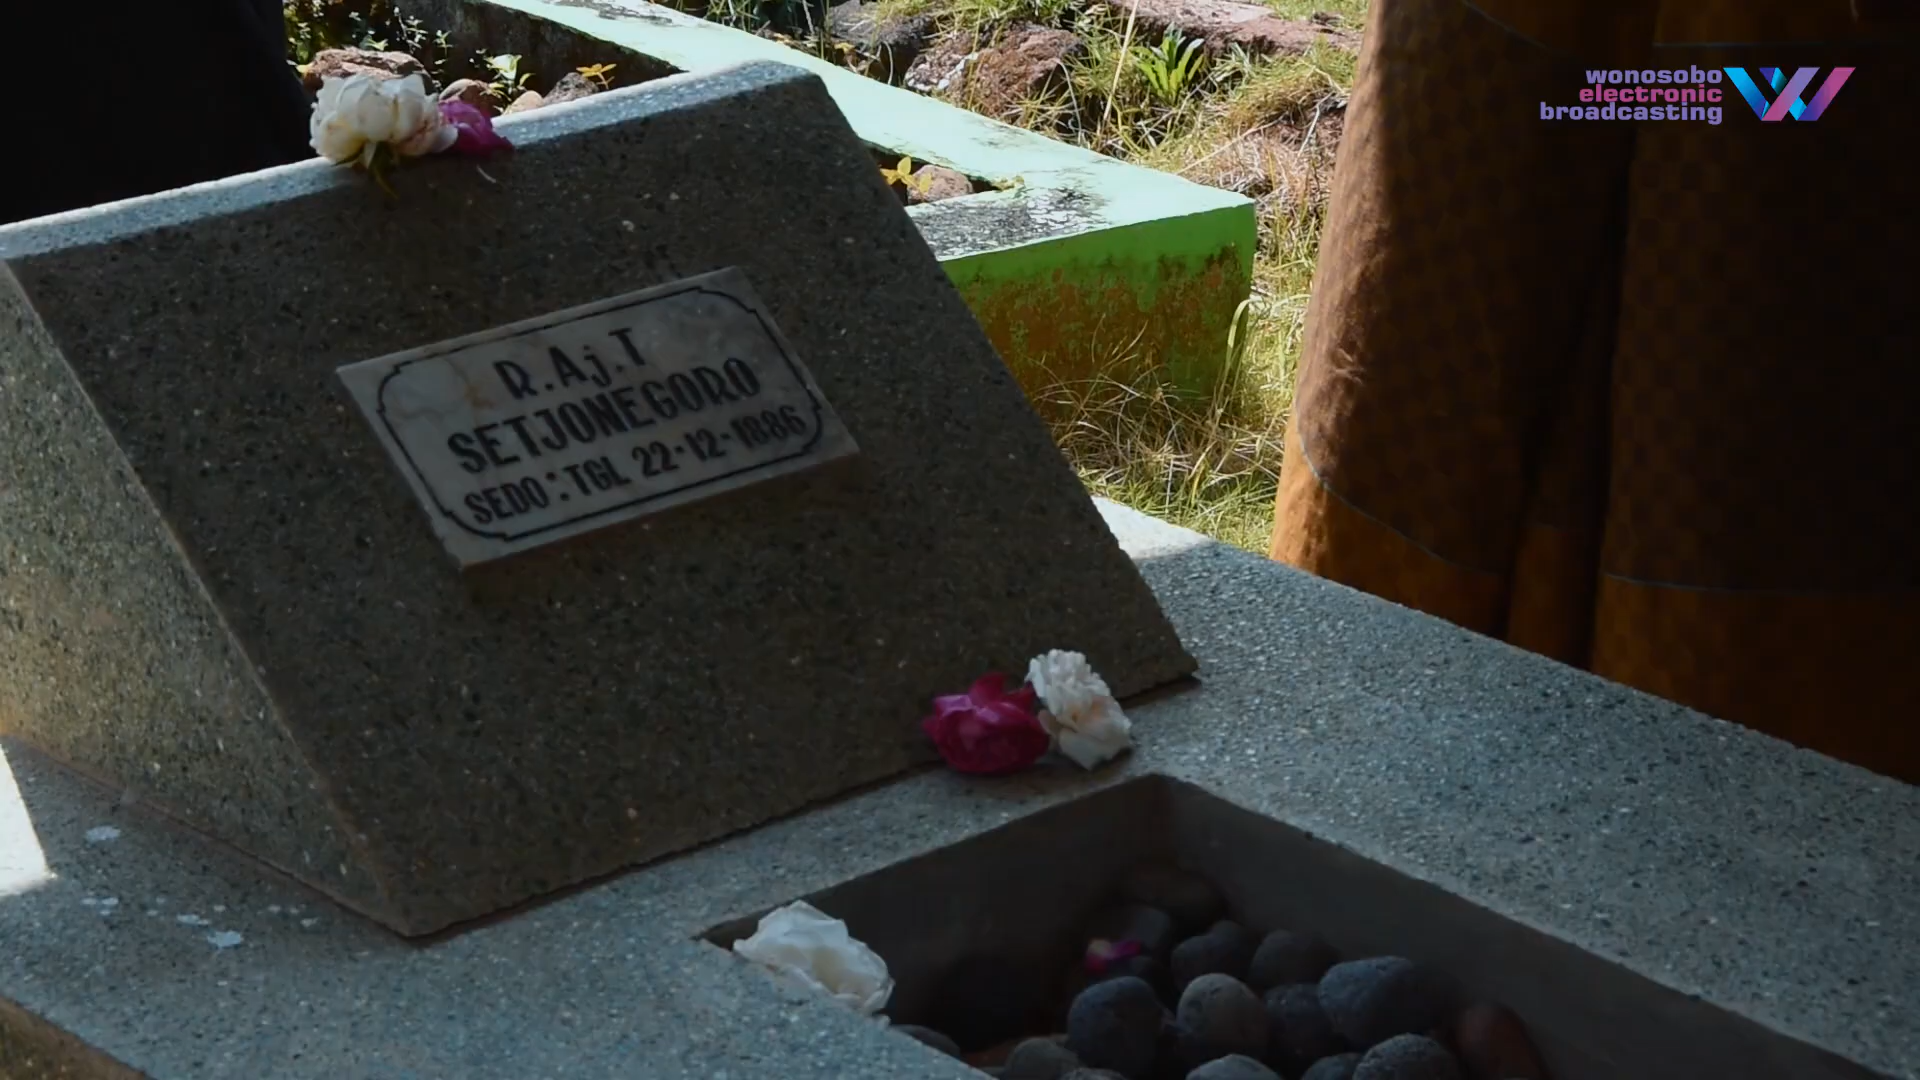 wonosobo
electronic
broadcasting
R.Aj.T
SETJONEGORO
SEDO : TGL 22-12-1886